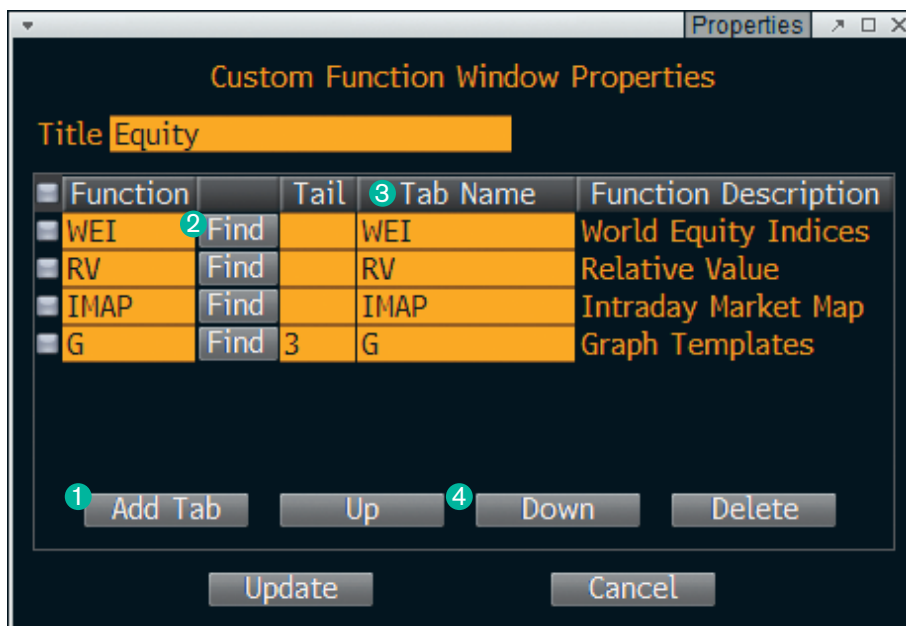 Properties
Custom Function Window Properties
Title Equity
Function Tail 3 Tab Name Function Description
WEI 2 Find WEI World Equity Indices
RV Find RV Relative Value
IMAP Find IMAP Intraday Market Map
G Find 3 G Graph Templates
1 Add Tab Up 4 Down Delete
Update Cancel